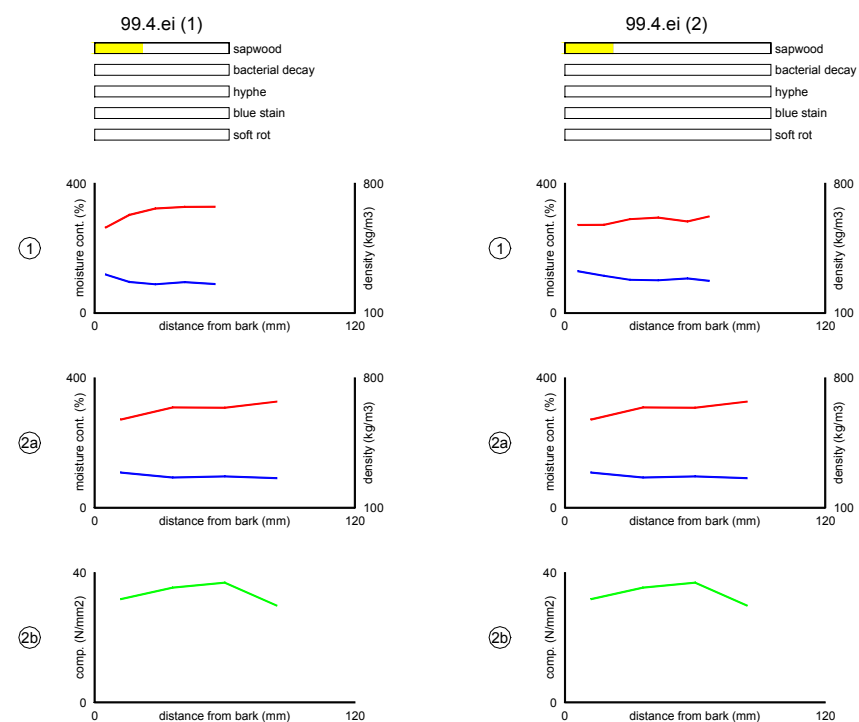 99.4.ei (1)
sapwood
bacterial decay
hyphe
blue stain
soft rot
1
400
moisture cont. (%)
0
800
density (kg/m3)
100
0
distance from bark (mm)
120
2a
400
moisture cont. (%)
0
800
density (kg/m3)
100
0
distance from bark (mm)
120
2b
40
comp. (N/mm2)
0
0
distance from bark (mm)
120
99.4.ei (2)
sapwood
bacterial decay
hyphe
blue stain
soft rot
1
400
moisture cont. (%)
0
800
density (kg/m3)
100
0
distance from bark (mm)
120
2a
400
moisture cont. (%)
0
800
density (kg/m3)
100
0
distance from bark (mm)
120
2b
40
comp. (N/mm2)
0
0
distance from bark (mm)
120